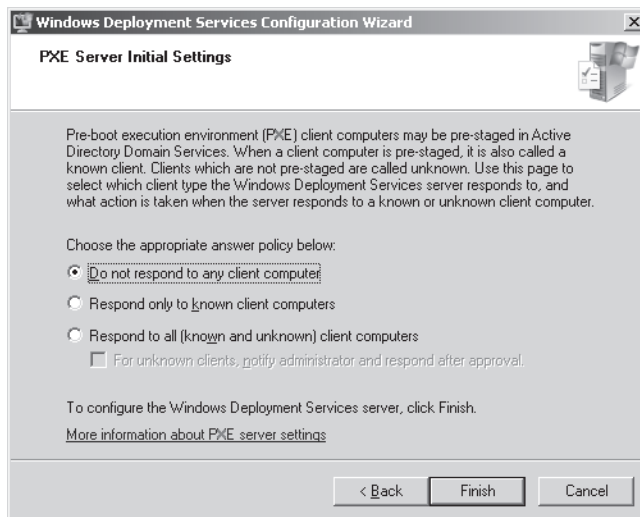 Windows Deployment Services Configuration Wizard
PXE Server Initial Settings
Pre-boot execution environment (PXE) client computers may be pre-staged in Active
Directory Domain Services. When a client computer is pre-staged, it is also called a
known client. Clients which are not pre-staged are called unknown. Use this page to
select which client type the Windows Deployment Services server responds to, and
what action is taken when the server responds to a known or unknown client computer.
Choose the appropriate answer policy below:
Do not respond to any client computer
Respond only to known client computers
Respond to all (known and unknown) client computers
For unknown clients, notify administrator and respond after approval.
To configure the Windows Deployment Services server, click Finish.
More information about PXE server settings
< Back Finish Cancel